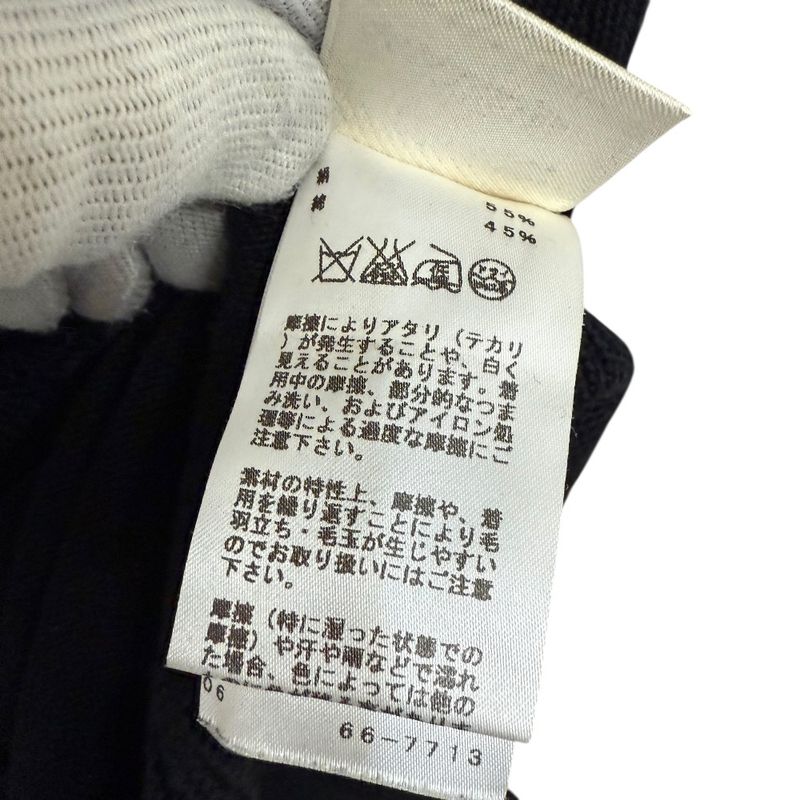 絹 55%
綿 45%
摩擦によりアタリ（テカリ
）が発生することや、白く
見えることがあります。着
用中の摩擦、部分的なつま
み洗い、およびアイロン処
理等による過度な摩擦にご
注意下さい。
素材の特性上、摩擦や、着
用を繰り返すことにより毛
羽立ち・毛玉が生じやすい
のでお取り扱いにはご注意
下さい。
摩擦（特に湿った状態での
摩擦）や汗や雨などで濡れ
た場合、色によっては他の
06
66-7713